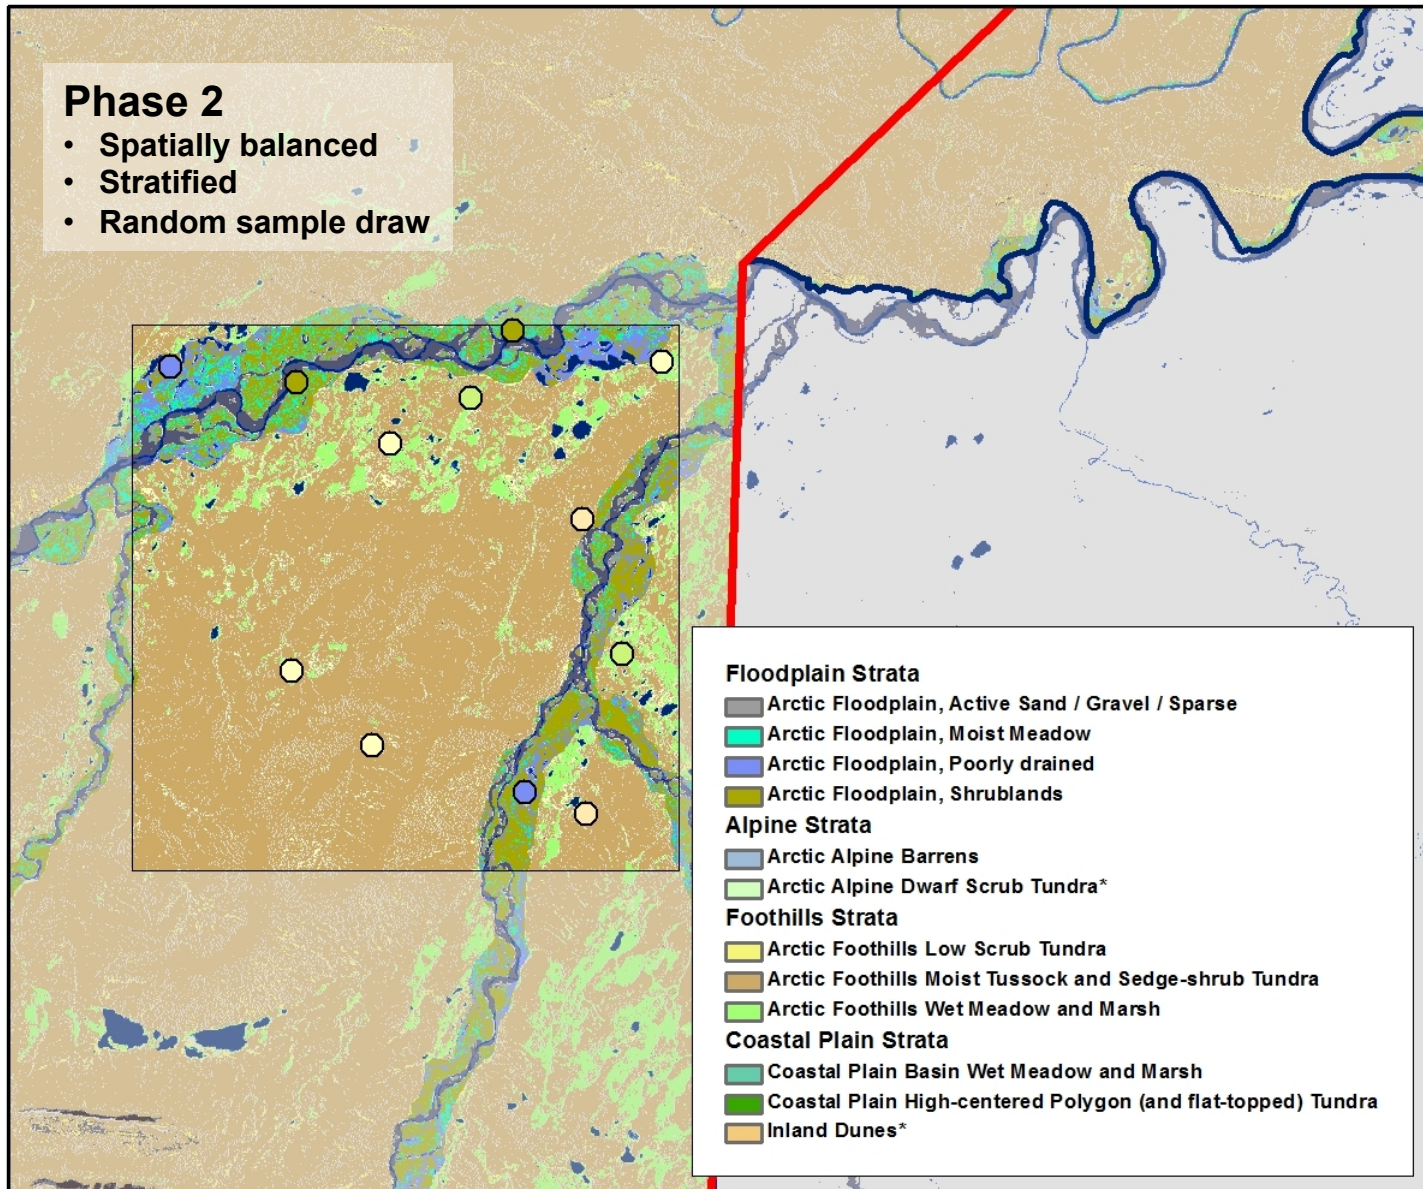 Phase 2
• Spatially balanced
• Stratified
• Random sample draw
Floodplain Strata
Arctic Floodplain, Active Sand / Gravel / Sparse
Arctic Floodplain, Moist Meadow
Arctic Floodplain, Poorly drained
Arctic Floodplain, Shrublands
Alpine Strata
Arctic Alpine Barrens
Arctic Alpine Dwarf Scrub Tundra*
Foothills Strata
Arctic Foothills Low Scrub Tundra
Arctic Foothills Moist Tussock and Sedge-shrub Tundra
Arctic Foothills Wet Meadow and Marsh
Coastal Plain Strata
Coastal Plain Basin Wet Meadow and Marsh
Coastal Plain High-centered Polygon (and flat-topped) Tundra
Inland Dunes*